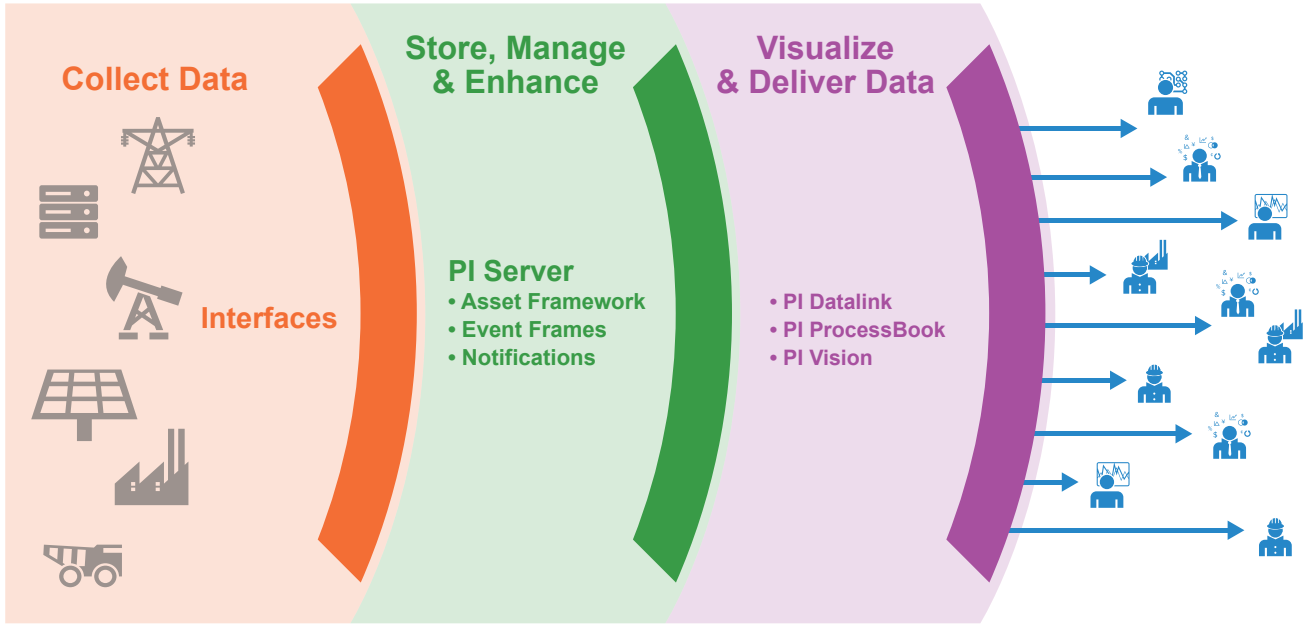 Collect Data
Interfaces
Store, Manage
& Enhance
PI Server
• Asset Framework
• Event Frames
• Notifications
Visualize
& Deliver Data
• PI Datalink
• PI ProcessBook
• PI Vision